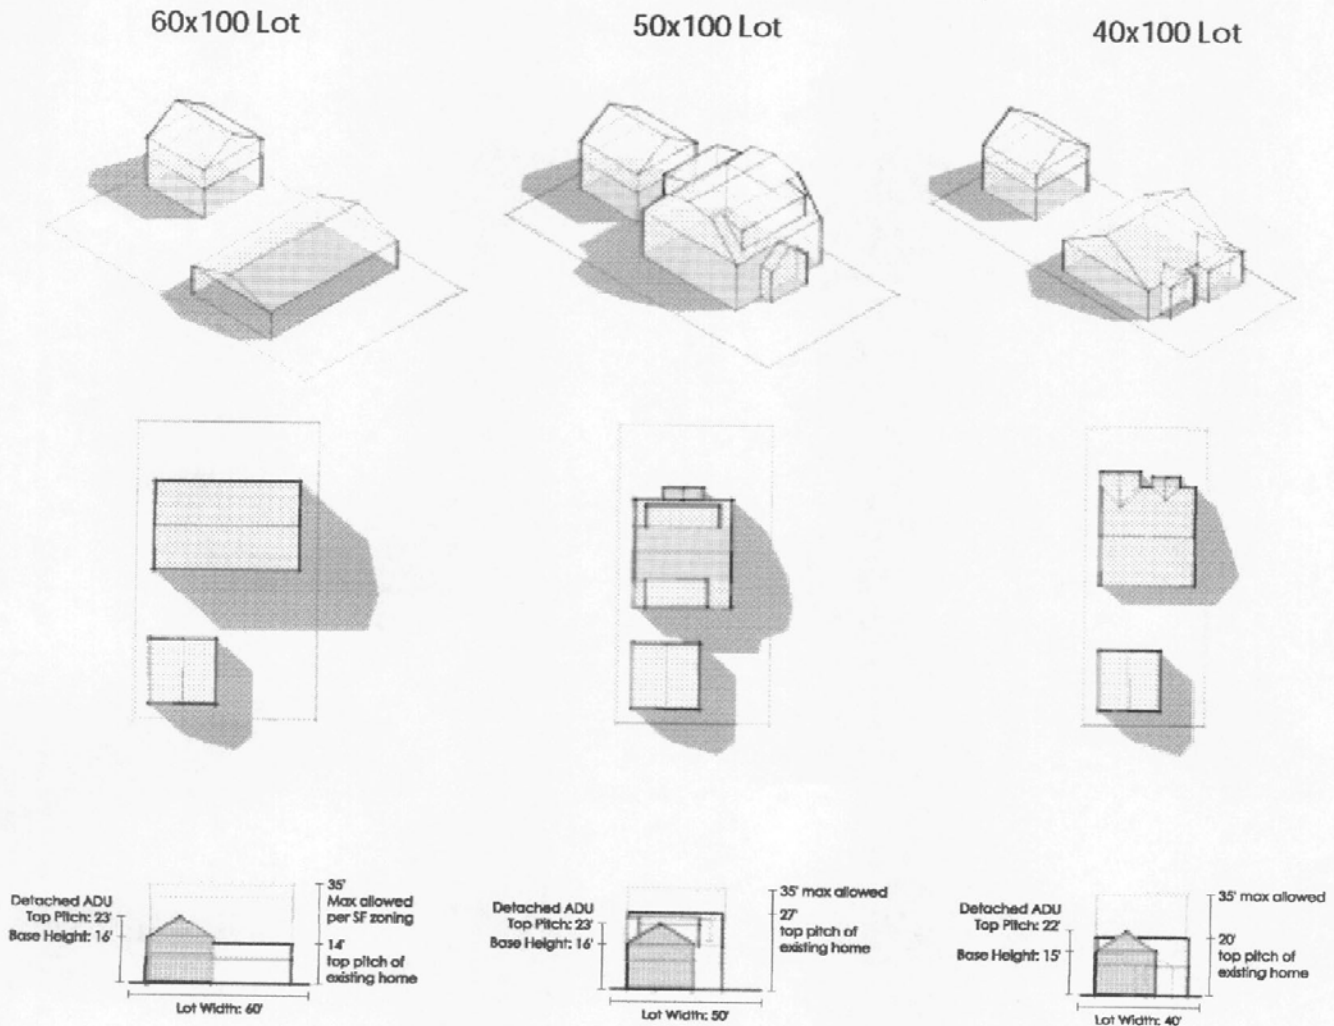 60x100 Lot
50x100 Lot
40x100 Lot
Detached ADU
Top Pitch: 23'
Base Height: 16'
35'
Max allowed
per SF zoning
14'
top pitch of
existing home
Lot Width: 60'
Detached ADU
Top Pitch: 23'
Base Height: 16'
35' max allowed
27'
top pitch of
existing home
Lot Width: 50'
Detached ADU
Top Pitch: 22'
Base Height: 15'
35' max allowed
20'
top pitch of
existing home
Lot Width: 40'